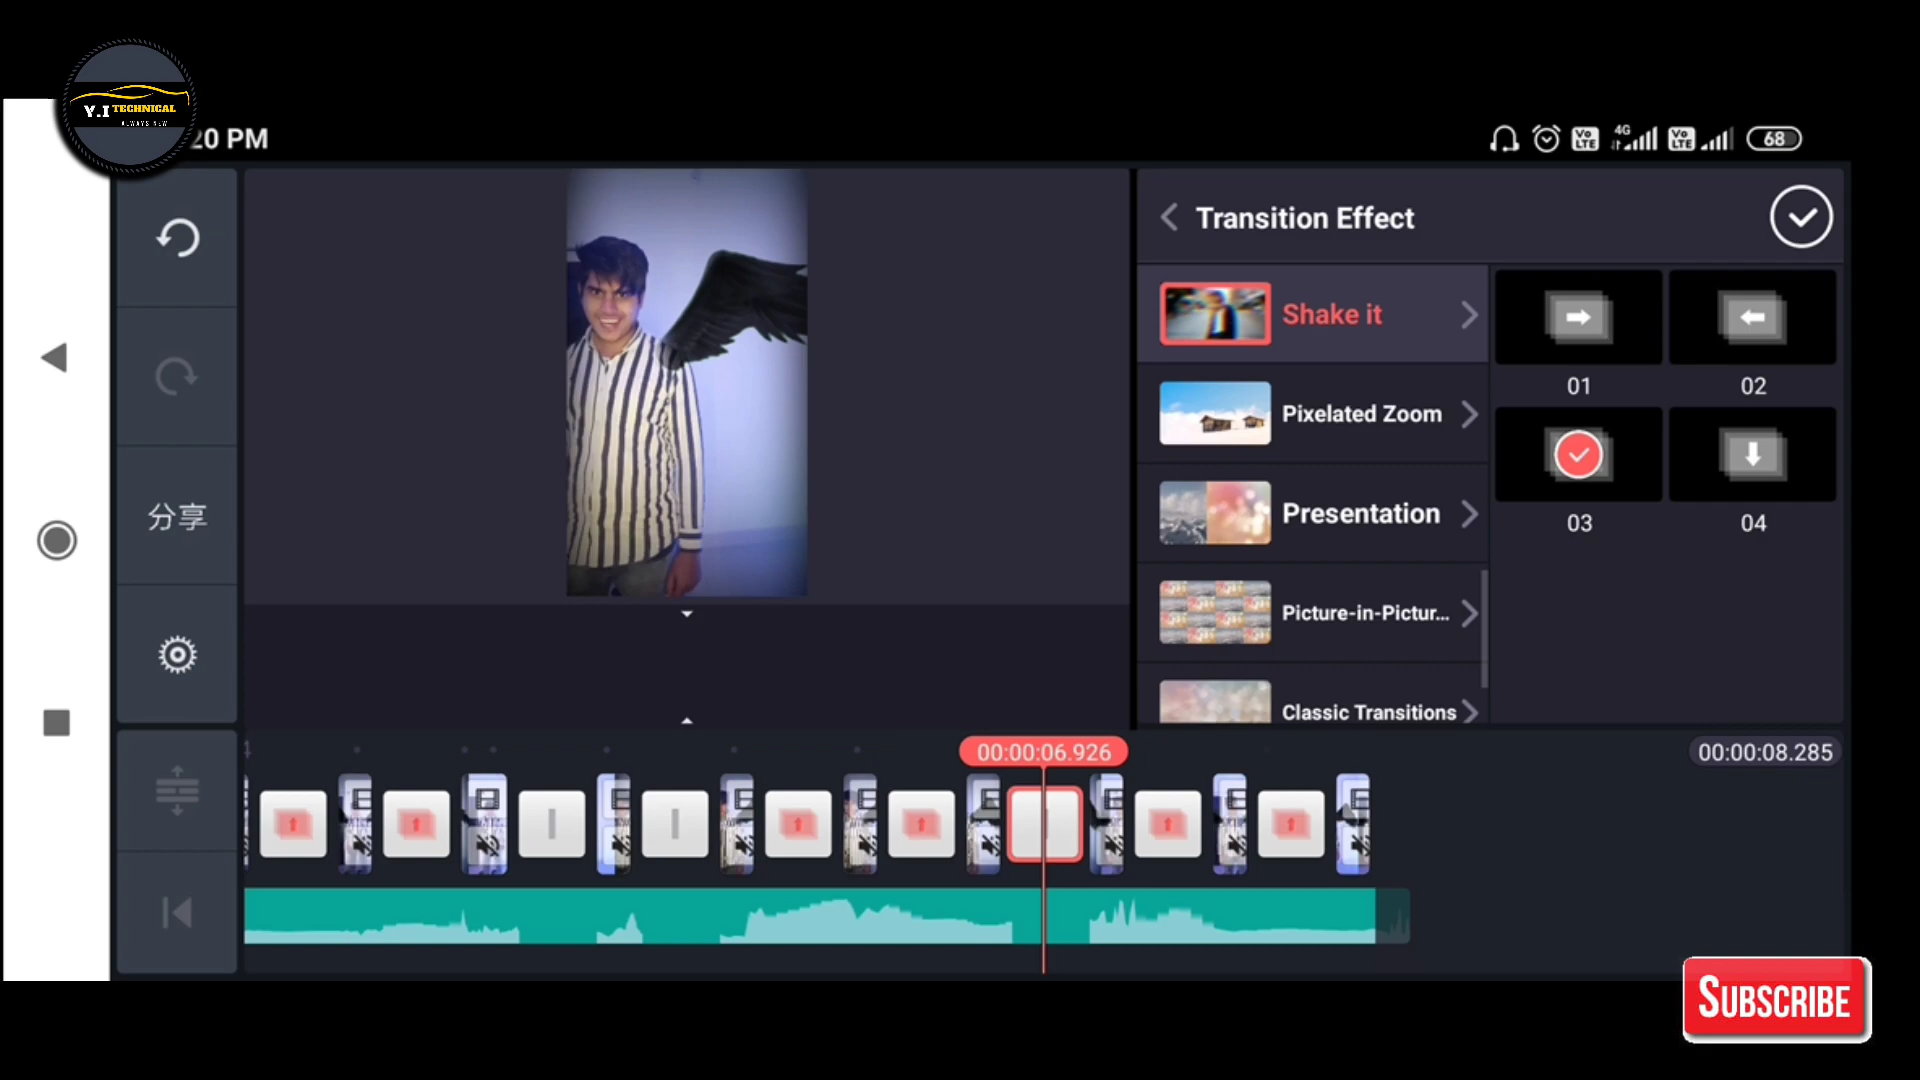 Y.I TECHNICAL
ALWAYS NEW
20 PM
Vo LTE
4G
Vo LTE
68
Transition Effect
Shake it
01
02
Pixelated Zoom
分享
Presentation
03
04
Picture-in-Pictur...
Classic Transitions
00:00:06.926
00:00:08.285
SUBSCRIBE